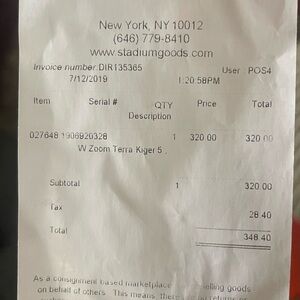 New York, NY 10012
(646) 779-8410
www.stadiumgoods.com
Invoice number:DIR135365 User : POS4
7/12/2019 1:20:58PM
Item Serial # QTY Price Total
Description
027648 1906920328 1 320.00 320.00
W Zoom Terra Kiger 5
Subtotal 1 320.00
Tax 28.40
Total 348.40
As a consignment based marketplace selling goods
on behalf of others. This means